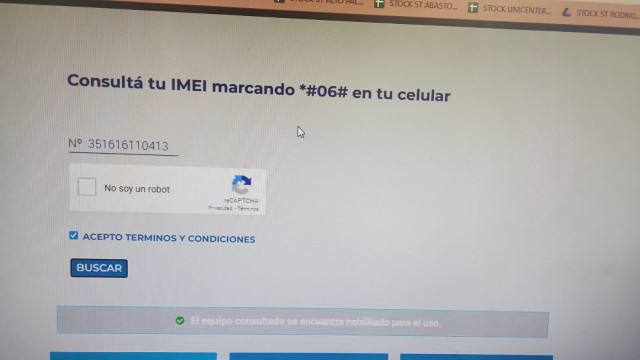 STOCK ST ABASTO...
STOCK UNICENTER...
STOCK ST RODRIG...
Consultá tu IMEI marcando *#06# en tu celular
Nº 351616110413
No soy un robot
reCAPTCHA
Privacidad - Términos
ACEPTO TERMINOS Y CONDICIONES
BUSCAR
El equipo consultado se encuentra habilitado para el uso.